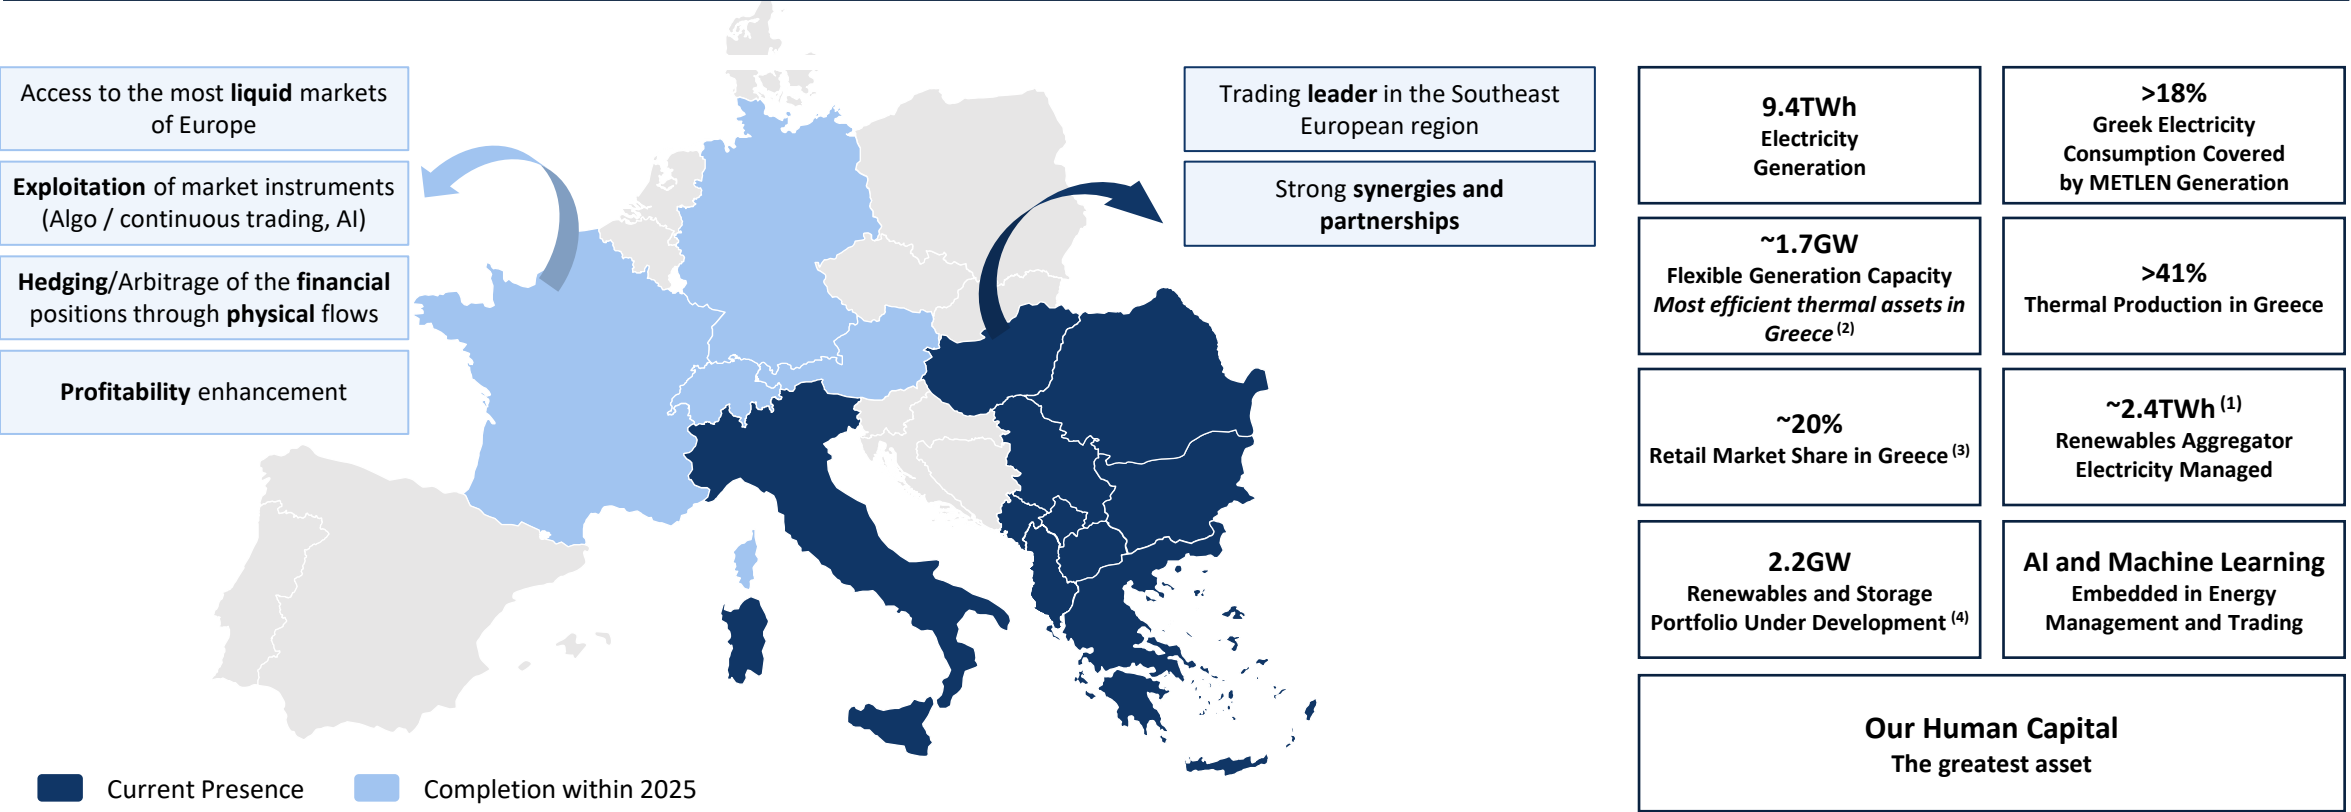 Access to the most liquid markets
of Europe
Exploitation of market instruments
(Algo / continuous trading, AI)
Hedging/Arbitrage of the financial
positions through physical flows
Profitability enhancement
Trading leader in the Southeast
European region
Strong synergies and
partnerships
9.4TWh
Electricity
Generation
>18%
Greek Electricity
Consumption Covered
by METLEN Generation
~1.7GW
Flexible Generation Capacity
Most efficient thermal assets in
Greece (2)
>41%
Thermal Production in Greece
~20%
Retail Market Share in Greece (3)
~2.4TWh (1)
Renewables Aggregator
Electricity Managed
2.2GW
Renewables and Storage
Portfolio Under Development (4)
AI and Machine Learning
Embedded in Energy
Management and Trading
Our Human Capital
The greatest asset
Current Presence
Completion within 2025